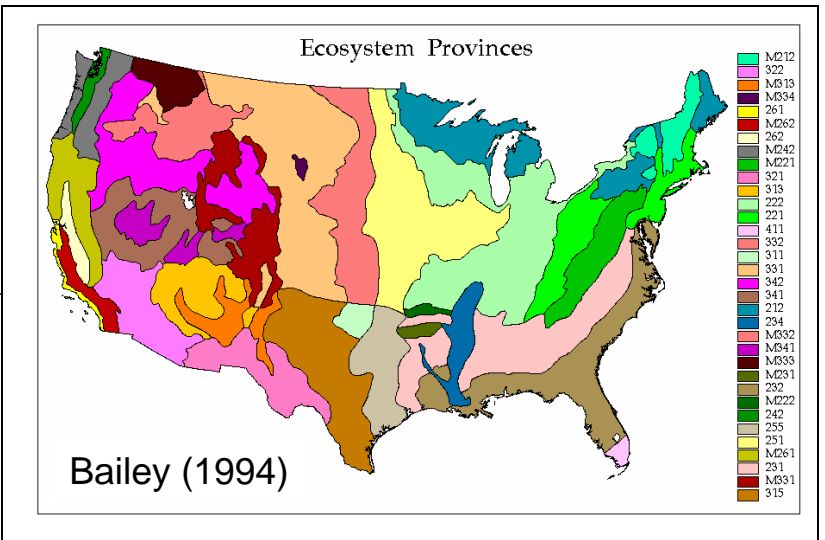 Ecosystem Provinces
M212
322
M313
M334
261
M262
262
M242
M221
321
313
222
221
411
332
311
331
342
341
212
234
M332
M341
M333
M231
232
M222
242
255
251
M261
231
M331
315
Bailey (1994)